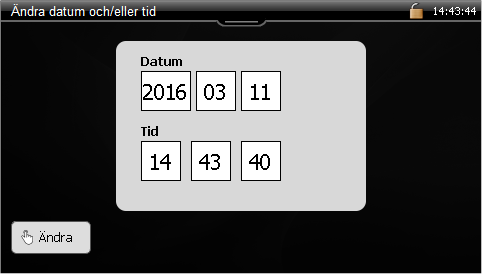 Ändra datum och/eller tid 14:43:44
Datum
2016 03 11
Tid
14 43 40
Ändra